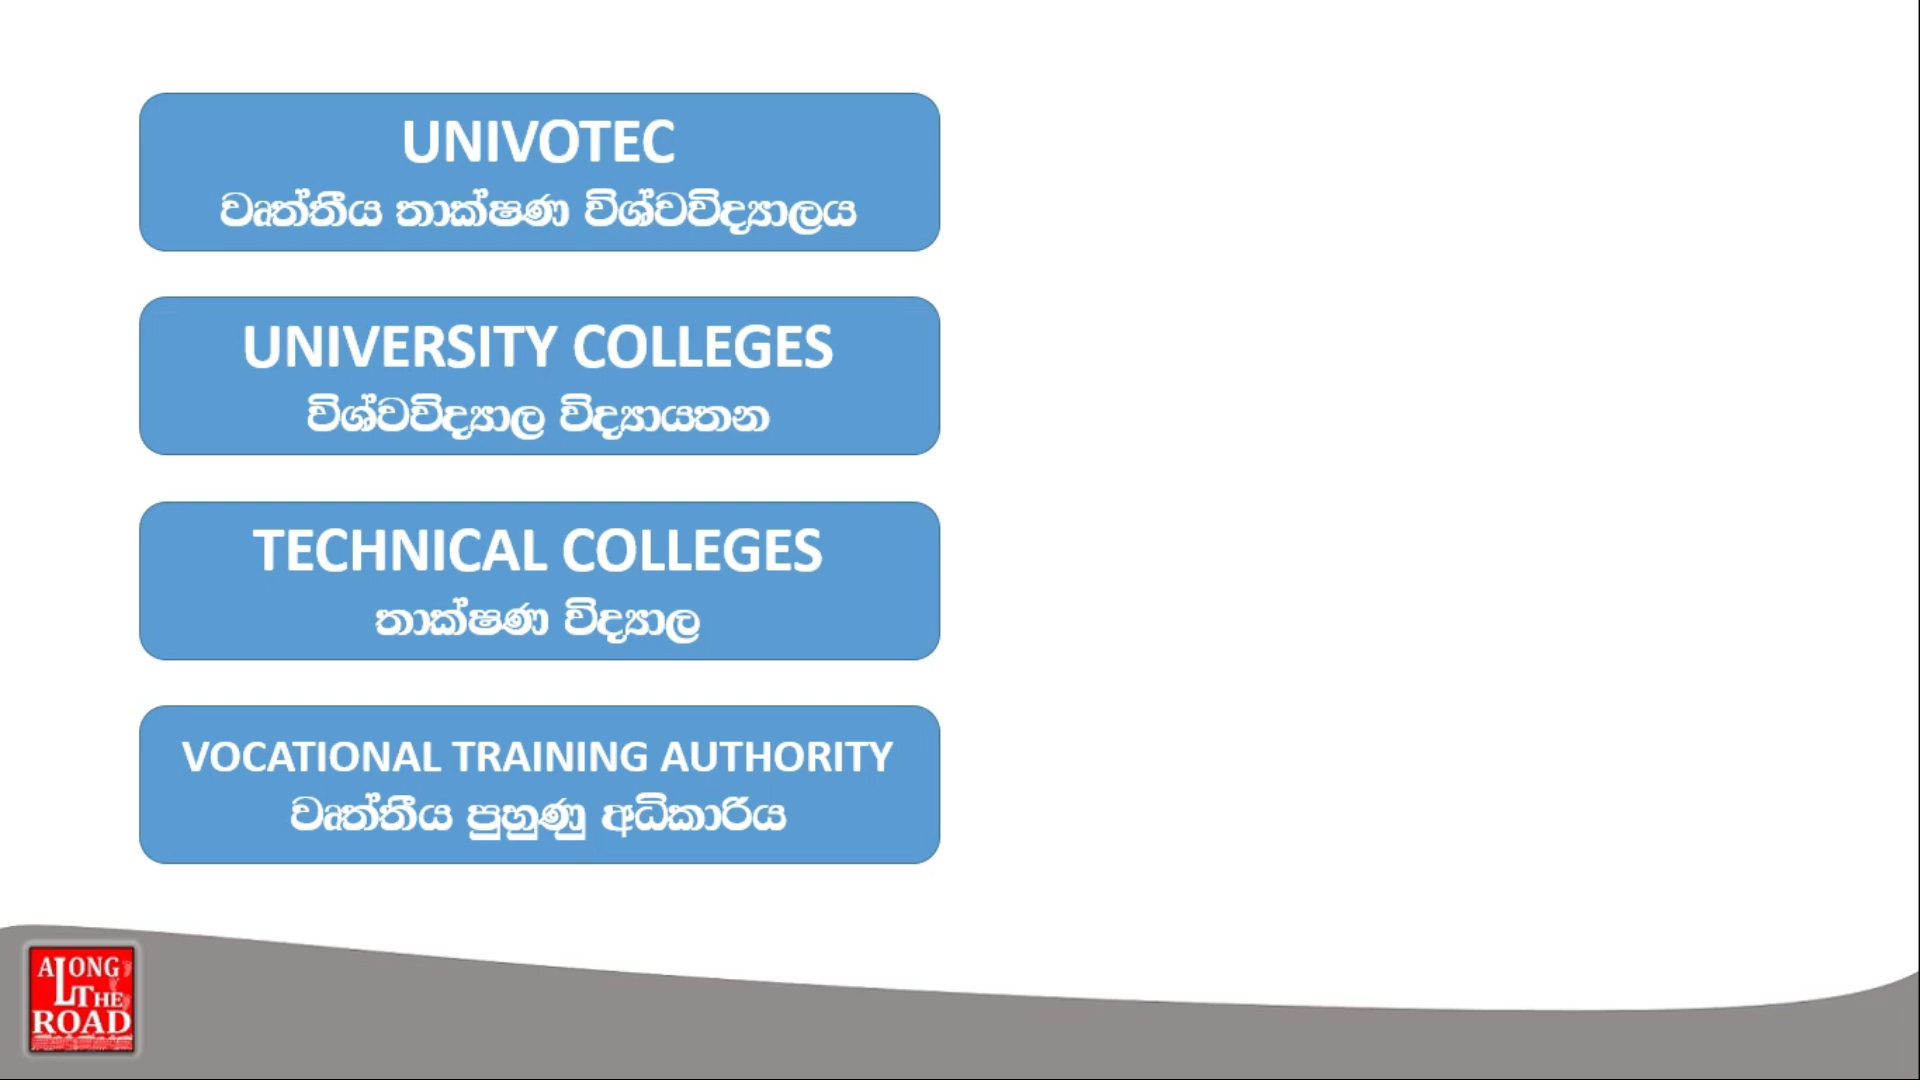 UNIVOTEC
වෘත්තීය තාක්ෂණ විශ්වවිද්‍යාලය
UNIVERSITY COLLEGES
විශ්වවිද්‍යාල විද්‍යායතන
TECHNICAL COLLEGES
තාක්ෂණ විද්‍යාල
VOCATIONAL TRAINING AUTHORITY
වෘත්තීය පුහුණු අධිකාරිය
ALONG
THE
ROAD